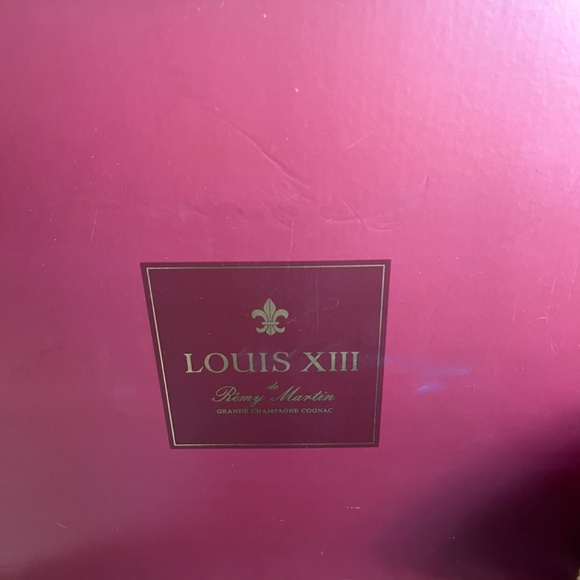 LOUIS XIII
de
Rémy Martin
GRANDE CHAMPAGNE COGNAC